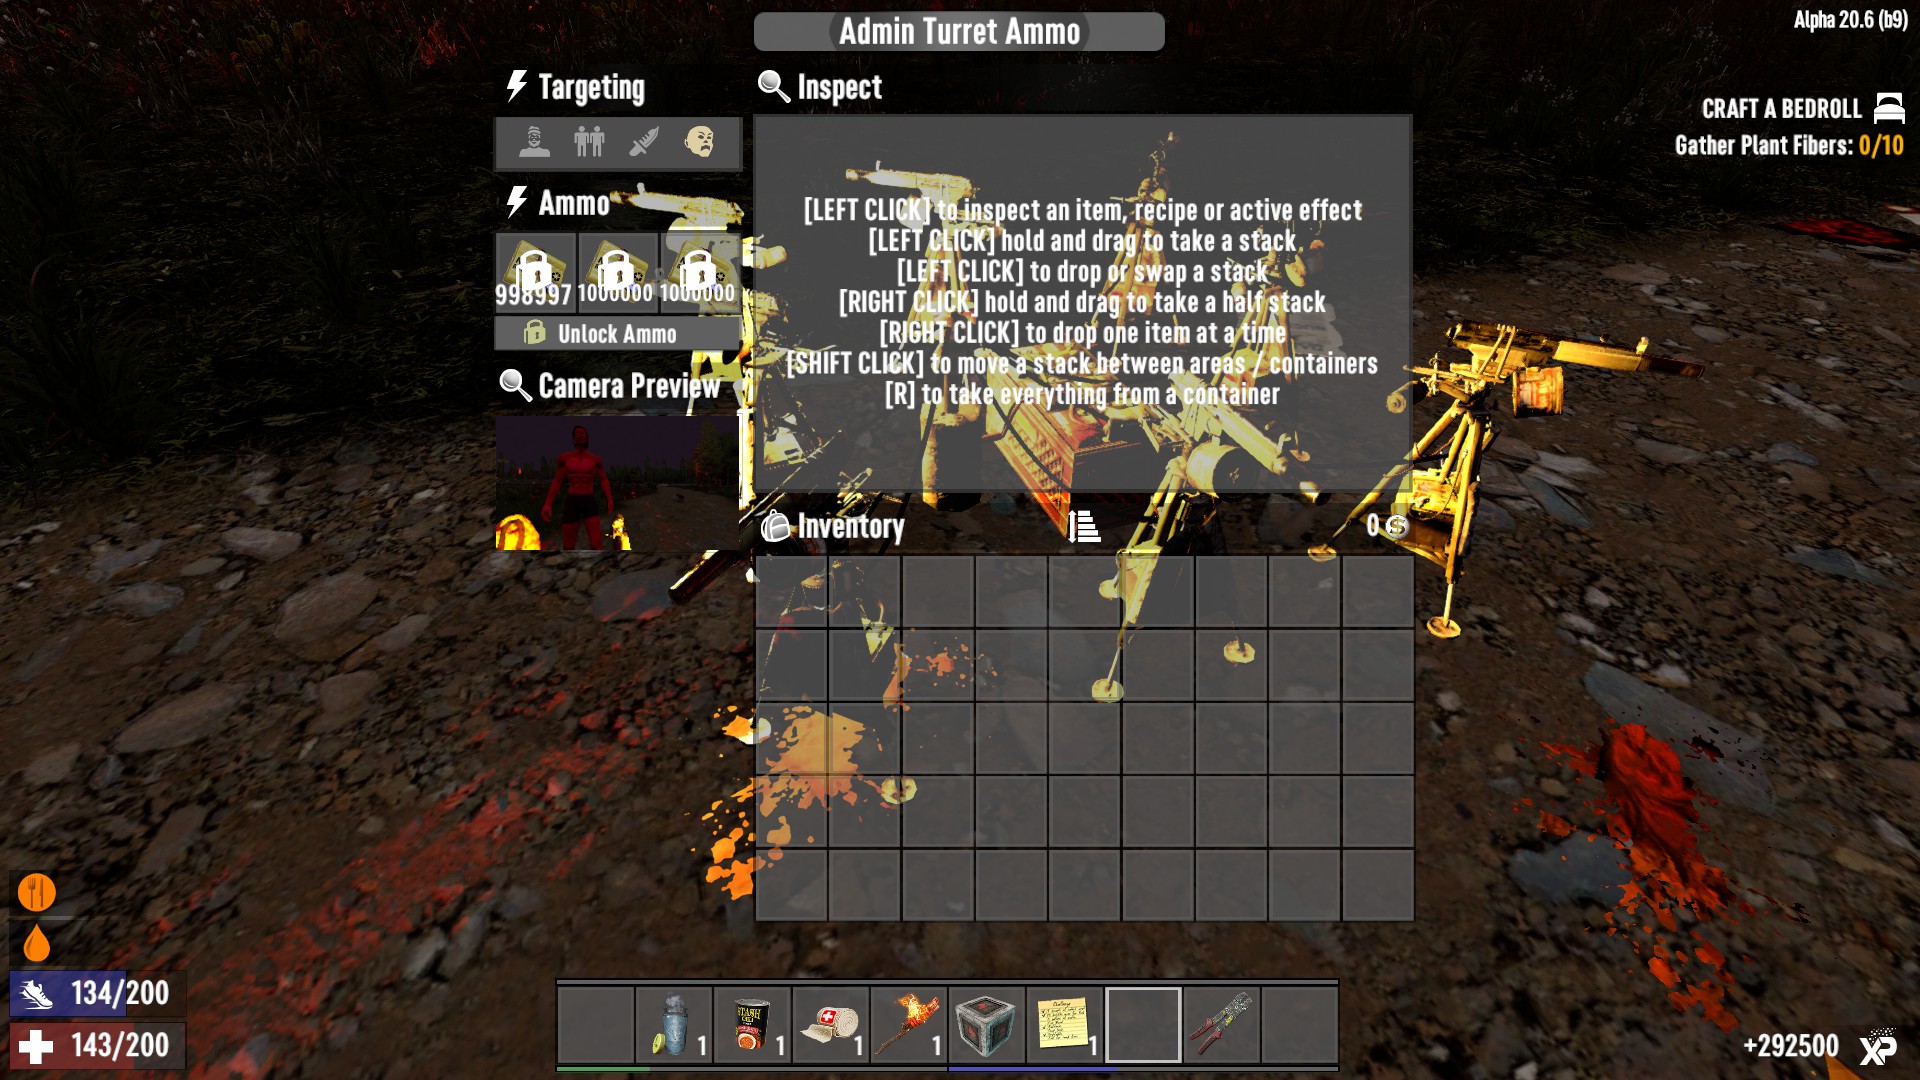 Admin Turret Ammo
Alpha 20.6 (b9)
Targeting
Inspect
CRAFT A BEDROLL
Gather Plant Fibers: 0/10
Ammo
998997 1000000 1000000
Unlock Ammo
Camera Preview
[LEFT CLICK] to inspect an item, recipe or active effect
[LEFT CLICK] hold and drag to take a stack
[LEFT CLICK] to drop or swap a stack
[RIGHT CLICK] hold and drag to take a half stack
[RIGHT CLICK] to drop one item at a time
[SHIFT CLICK] to move a stack between areas / containers
[R] to take everything from a container
Inventory
0
134/200
143/200
1 1 1 1 1
+292500 XP